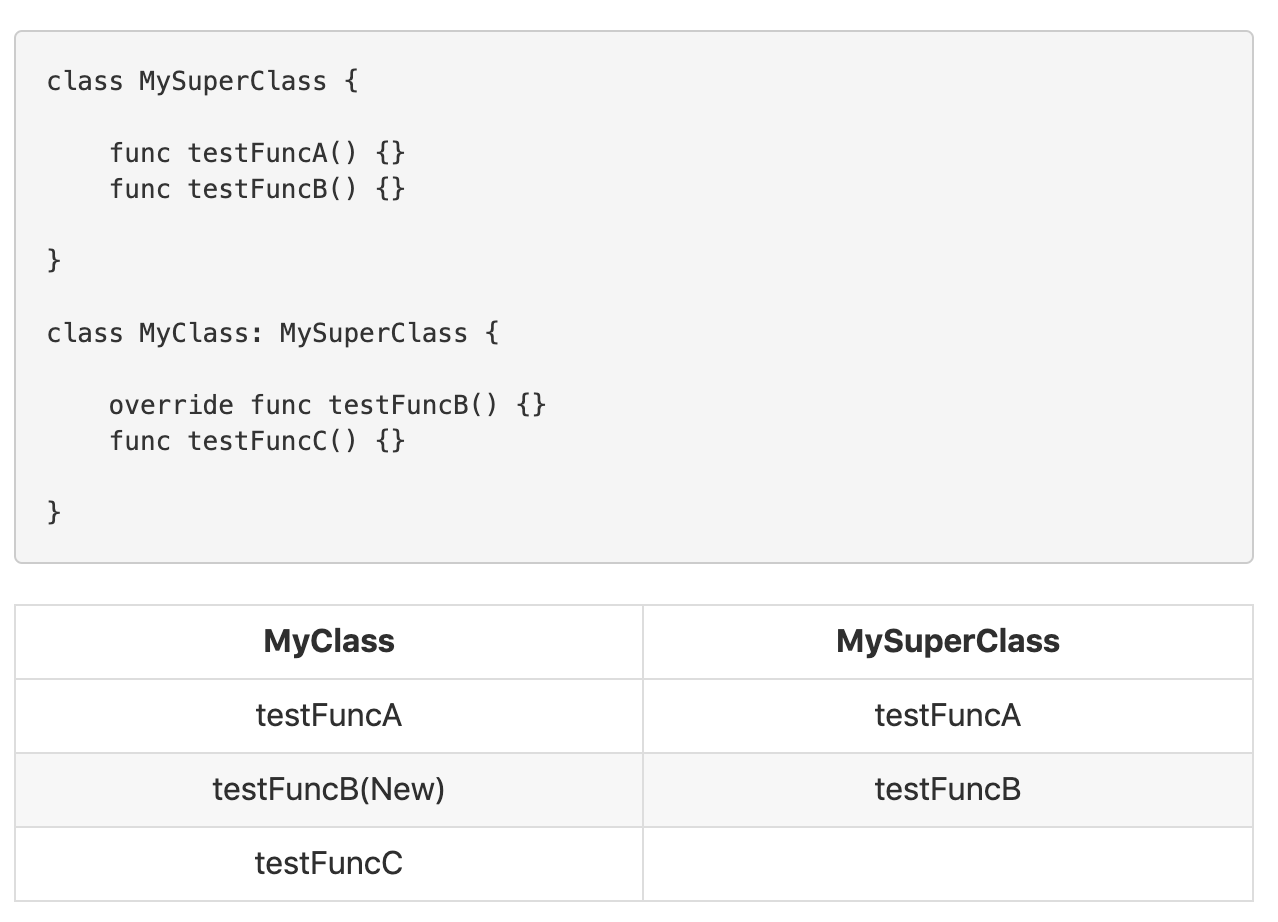 class MySuperClass {
    func testFuncA() {}
    func testFuncB() {}
}
class MyClass: MySuperClass {
    override func testFuncB() {}
    func testFuncC() {}
}
MyClass MySuperClass
testFuncA testFuncA
testFuncB(New) testFuncB
testFuncC